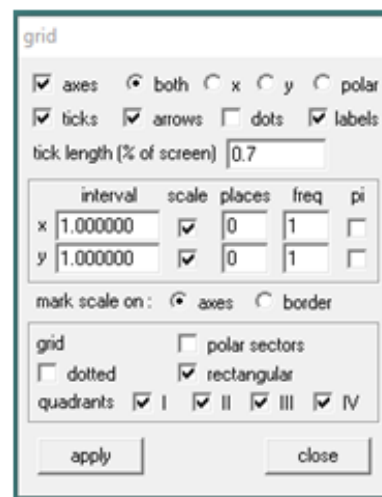 grid
axes both x y polar
ticks arrows dots labels
tick length (% of screen) 0.7
interval scale places freq pi
x 1.000000 0 1
y 1.000000 0 1
mark scale on : axes border
grid polar sectors
dotted rectangular
quadrants I II III IV
apply close